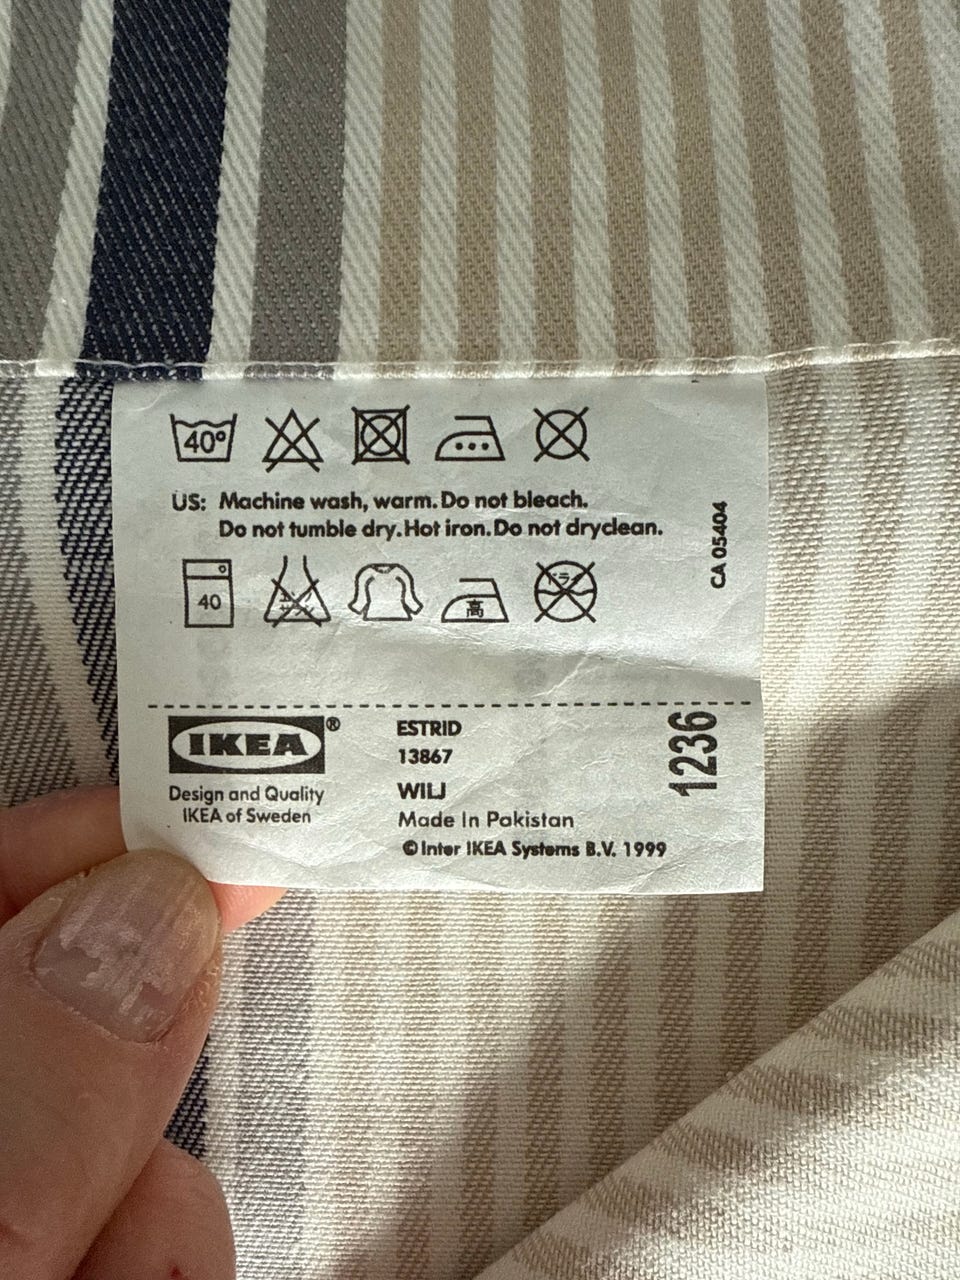 40°
US: Machine wash, warm. Do not bleach.
Do not tumble dry. Hot iron. Do not dryclean.
CA 05404
40
高
IKEA®
Design and Quality
IKEA of Sweden
ESTRID
13867
WILJ
Made In Pakistan
© Inter IKEA Systems B.V. 1999
1236